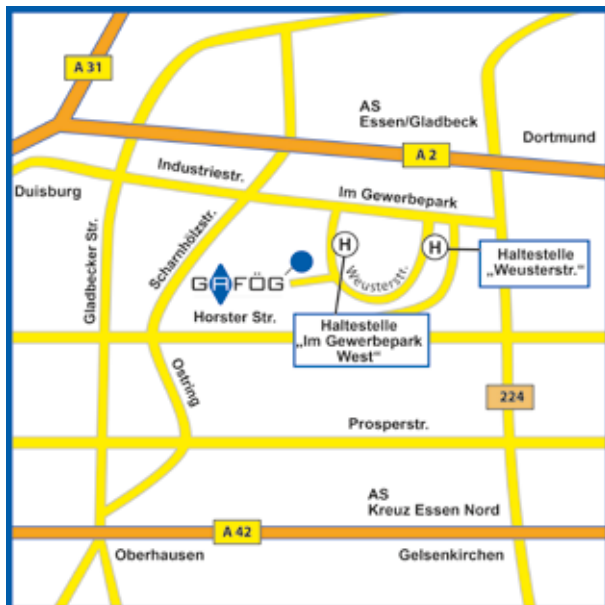 A 31
AS
Essen/Gladbeck
Dortmund
A 2
Industriestr.
Duisburg
Im Gewerbepark
Gladbecker Str.
Scharnhölzstr.
H
H
Weusterstr.
Haltestelle
„Weusterstr.“
GAFÖG
Horster Str.
Haltestelle
„Im Gewerbepark
West“
Ostring
224
Prosperstr.
AS
Kreuz Essen Nord
A 42
Oberhausen
Gelsenkirchen